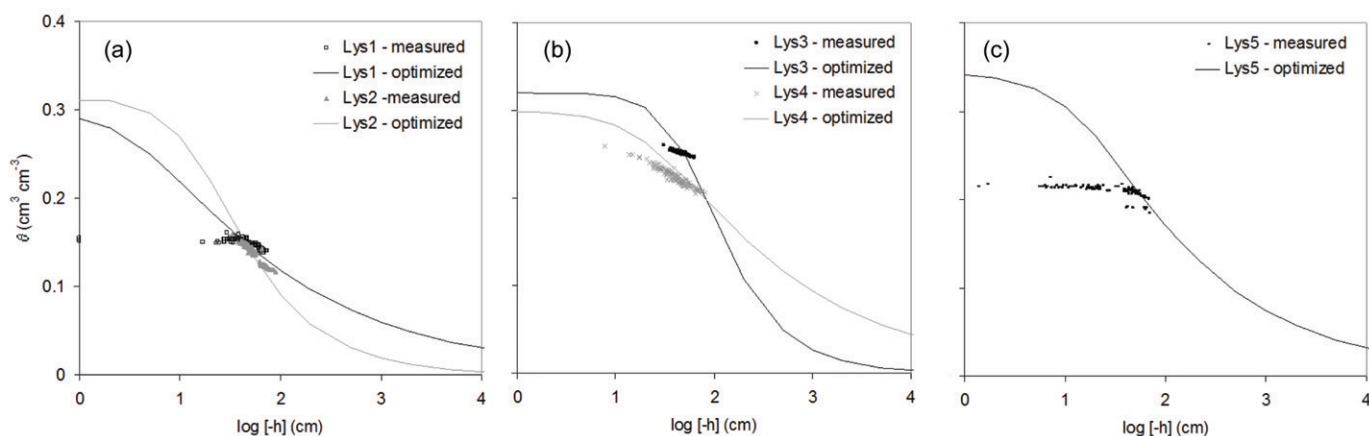 0.4
0.3
0.2
0.1
0
θ (cm³ cm⁻³)
(a)
Lys1 - measured
Lys1 - optimized
Lys2 -measured
Lys2 - optimized
0 1 2 3 4
log [-h] (cm)
(b)
Lys3 - measured
Lys3 - optimized
Lys4 - measured
Lys4 - optimized
0 1 2 3 4
log [-h] (cm)
(c)
Lys5 - measured
Lys5 - optimized
0 1 2 3 4
log [-h] (cm)